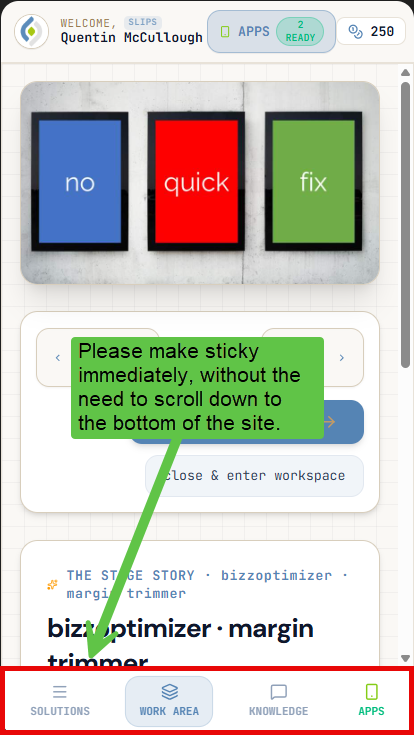 WELCOME, SLIPS
Quentin McCullough
APPS
2
READY
250
no quick fix
‹ ›
Please make sticky
immediately, without the
need to scroll down to
the bottom of the site.
→
Close & enter workspace
THE STAGE STORY · bizzoptimizer ·
margin trimmer
bizzoptimizer · margin
trimmer
SOLUTIONS
WORK AREA
KNOWLEDGE
APPS